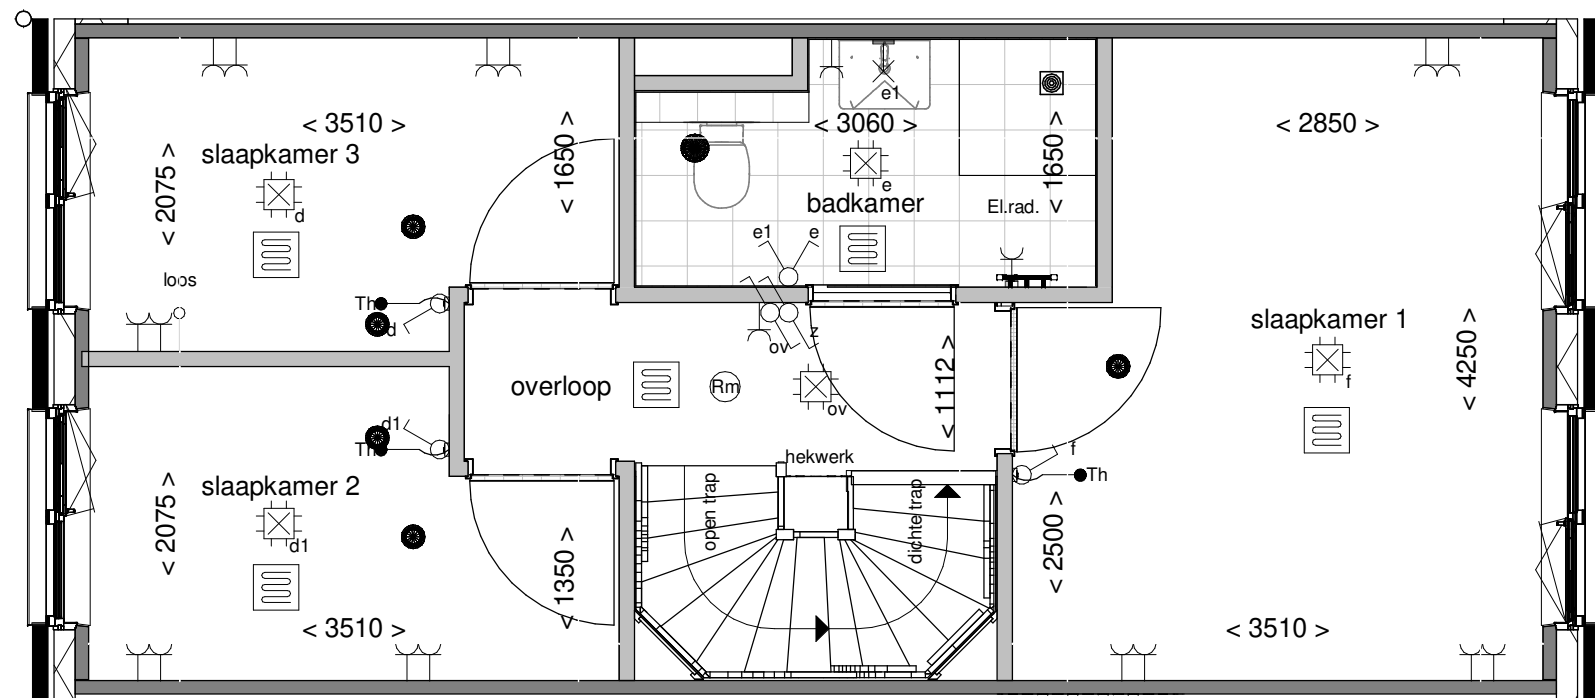 < 3510 >
slaapkamer 3
< 2075 >
d
loos
Th
d
< 1650 >
e1
< 3060 >
e
badkamer
El.rad.
< 1650 >
e1
e
< 2850 >
slaapkamer 1
f
< 4250 >
z
ov
overloop
Rm
ov
< 1112 >
hekwerk
open trap
dichte trap
f
Th
< 2500 >
< 3510 >
d1
Th
slaapkamer 2
d1
< 2075 >
< 1350 >
< 3510 >